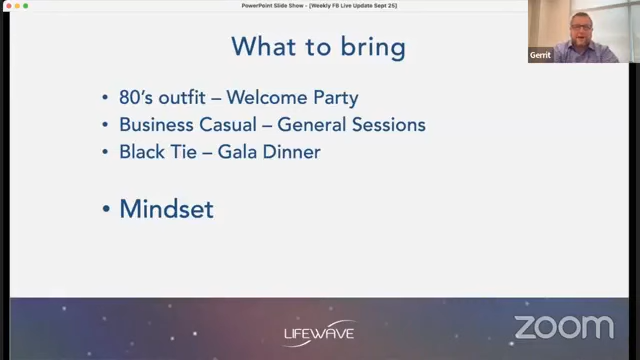 PowerPoint Slide Show - [Weekly FB Live Update Sept 25]
What to bring
Gerrit
• 80's outfit – Welcome Party
• Business Casual – General Sessions
• Black Tie – Gala Dinner
• Mindset
LIFEWAVE
zoom